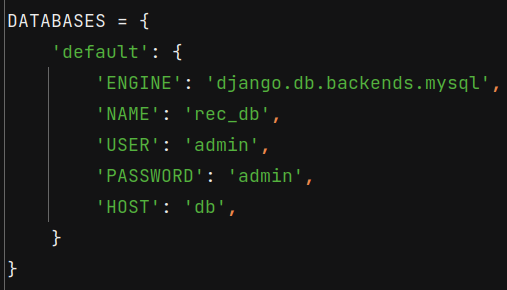 DATABASES = {
    'default': {
        'ENGINE': 'django.db.backends.mysql',
        'NAME': 'rec_db',
        'USER': 'admin',
        'PASSWORD': 'admin',
        'HOST': 'db',
    }
}